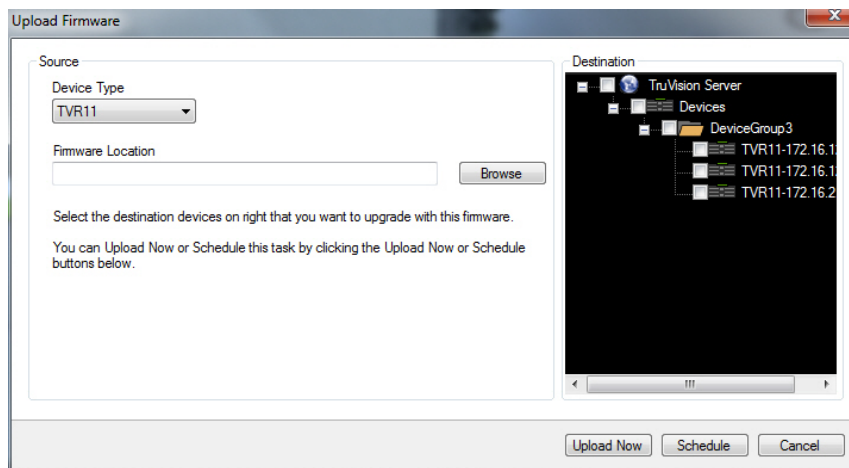 Upload Firmware
Source
Device Type
TVR11
Firmware Location
Browse
Select the destination devices on right that you want to upgrade with this firmware.
You can Upload Now or Schedule this task by clicking the Upload Now or Schedule
buttons below.
Destination
TruVision Server
Devices
DeviceGroup3
TVR11-172.16.1
TVR11-172.16.1
TVR11-172.16.2
Upload Now
Schedule
Cancel